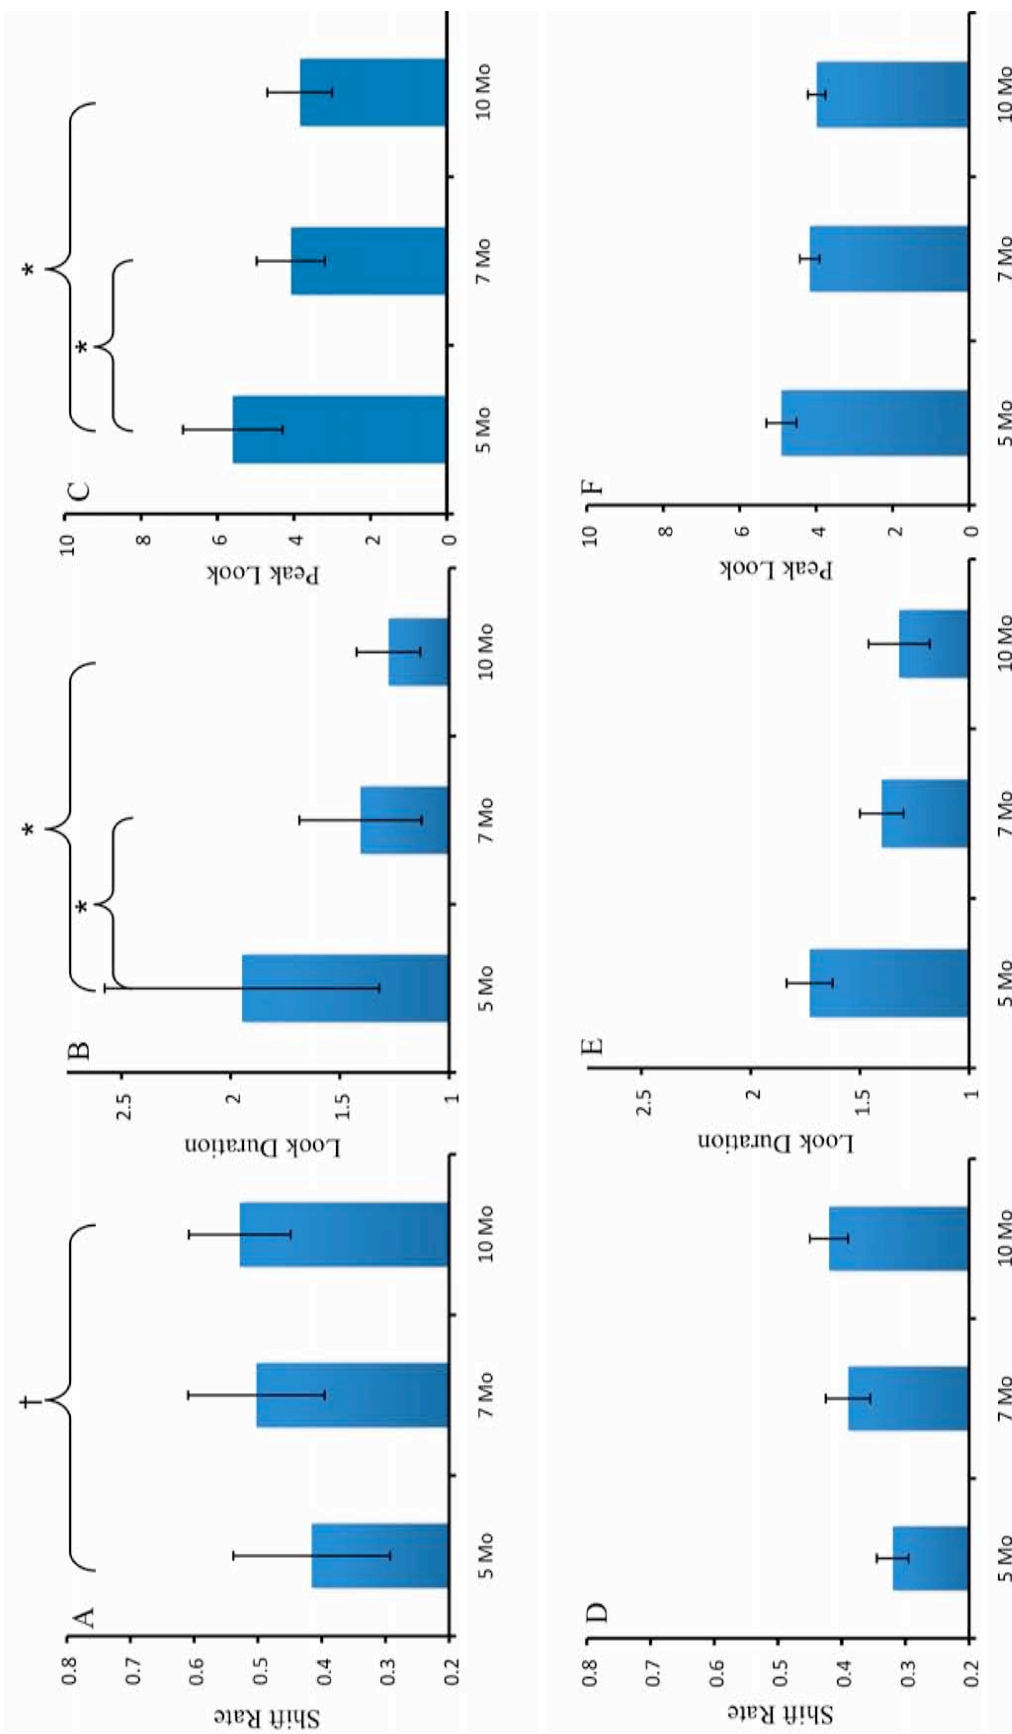 A
†
Shift Rate
0.8
0.7
0.6
0.5
0.4
0.3
0.2
5 Mo
7 Mo
10 Mo
B
*
*
Look Duration
2.5
2
1.5
1
5 Mo
7 Mo
10 Mo
C
*
*
Peak Look
10
8
6
4
2
0
5 Mo
7 Mo
10 Mo
D
Shift Rate
0.8
0.7
0.6
0.5
0.4
0.3
0.2
5 Mo
7 Mo
10 Mo
E
Look Duration
2.5
2
1.5
1
5 Mo
7 Mo
10 Mo
F
Peak Look
10
8
6
4
2
0
5 Mo
7 Mo
10 Mo